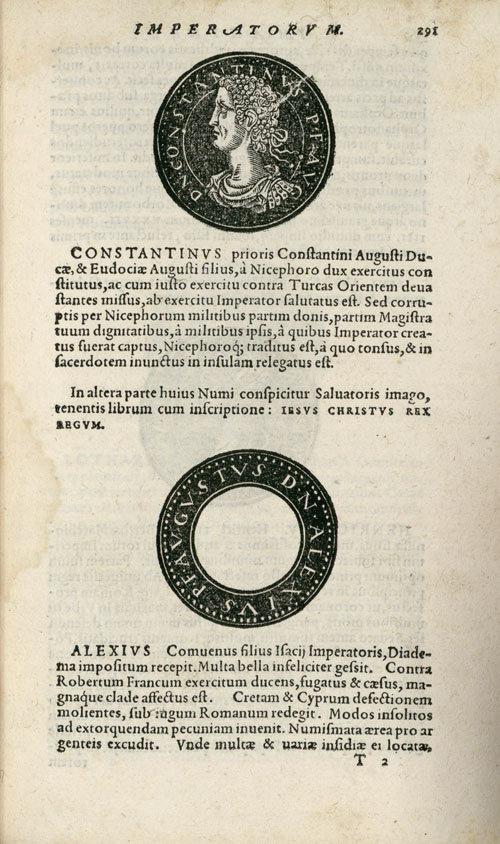 IMPERATORVM. 291
DN CONSTANTINVS P F AVG
CONSTANTINVS prioris Conſtantini Auguſti Du-
cæ, & Eudociæ Auguſti filius, à Nicephoro dux exercitus con
ſtitutus, ac cum iuſto exercitu contra Turcas Orientem deua
ſtantes miſſus, ab exercitu Imperator ſalutatus eſt. Sed corru-
ptis per Nicephorum militibus partim donis, partim Magiſtra
tuum dignitatibus, à militibus ipſis, à quibus Imperator crea-
tus fuerat captus, Nicephoroq; traditus eſt, à quo tonſus, & in
ſacerdotem inunctus in inſulam relegatus eſt.
In altera parte huius Numi conſpicitur Saluatoris imago,
tenentis librum cum inſcriptione: IESVS CHRISTVS REX
REGVM.
DN ALEXIVS P F AVGVSTVS
ALEXIVS Comuenus filius Iſacij Imperatoris, Diade-
ma impoſitum recepit. Multa bella infeliciter geſsit. Contra
Robertum Francum exercitum ducens, fugatus & cæſus, ma-
gnaq́ue clade affectus eſt. Cretam & Cyprum defectionem
molientes, ſub iugum Romanum redegit. Modos inſolitos
ad extorquendam pecuniam inuenit. Numiſmata ærea pro ar
genteis excudit. Vnde multæ & uariæ inſidiæ ei locatæ,
T 2